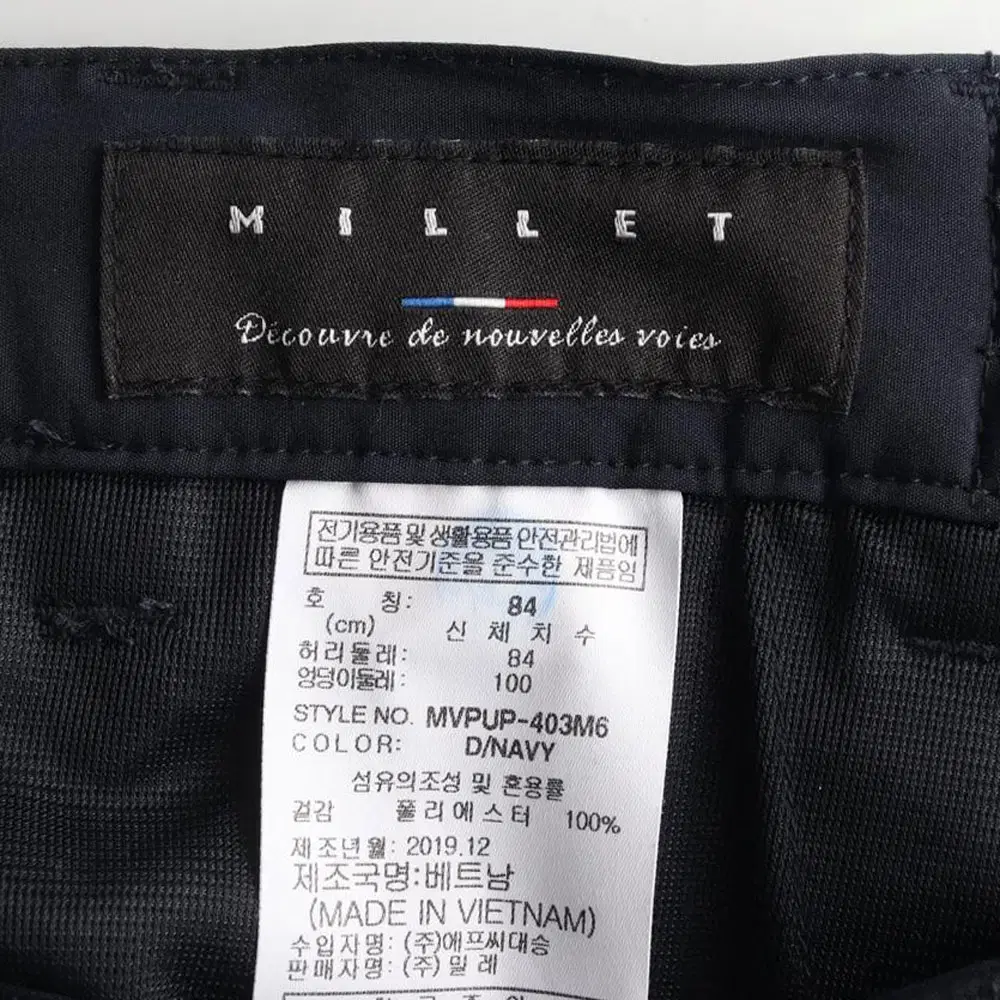 MILLET
Découvre de nouvelles voies
전기용품 및 생활용품 안전관리법에
따른 안전기준을 준수한 제품임
호 칭: 84
(cm) 신 체 치 수
허리둘레: 84
엉덩이둘레: 100
STYLE NO. MVPUP-403M6
COLOR: D/NAVY
섬유의조성 및 혼용률
겉감 폴리에스터 100%
제조년월: 2019.12
제조국명:베트남
(MADE IN VIETNAM)
수입자명: (주)에프씨대승
판매자명: (주) 밀 레